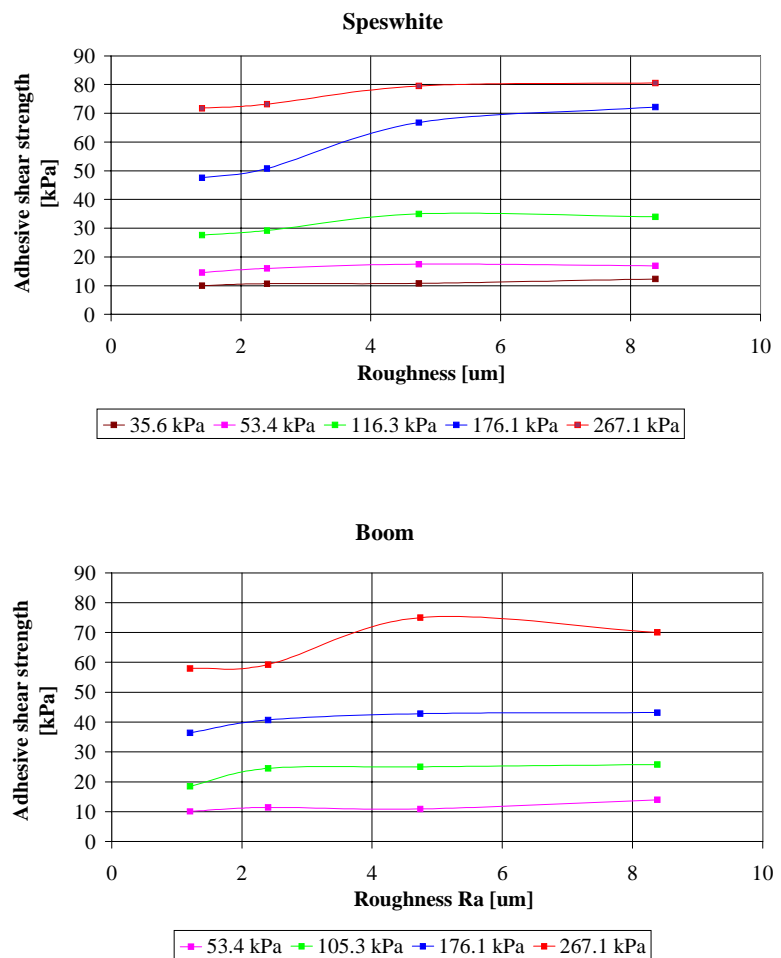 Speswhite
Adhesive shear strength
[kPa]
90
80
70
60
50
40
30
20
10
0
0 2 4 6 8 10
Roughness [um]
35.6 kPa 53.4 kPa 116.3 kPa 176.1 kPa 267.1 kPa
Boom
Adhesive shear strength
[kPa]
90
80
70
60
50
40
30
20
10
0
0 2 4 6 8 10
Roughness Ra [um]
53.4 kPa 105.3 kPa 176.1 kPa 267.1 kPa